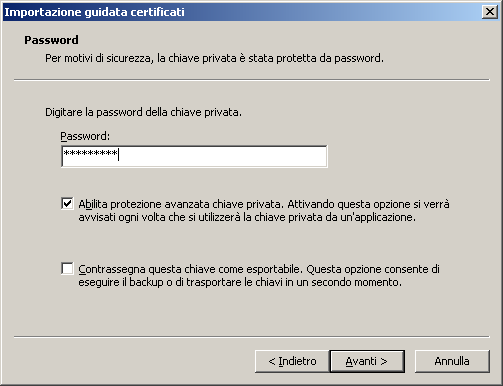 Importazione guidata certificati
Password
Per motivi di sicurezza, la chiave privata è stata protetta da password.
Digitare la password della chiave privata.
Password:
*********
Abilita protezione avanzata chiave privata. Attivando questa opzione si verrà
avvisati ogni volta che si utilizzerà la chiave privata da un'applicazione.
Contrassegna questa chiave come esportabile. Questa opzione consente di
eseguire il backup o di trasportare le chiavi in un secondo momento.
< Indietro
Avanti >
Annulla